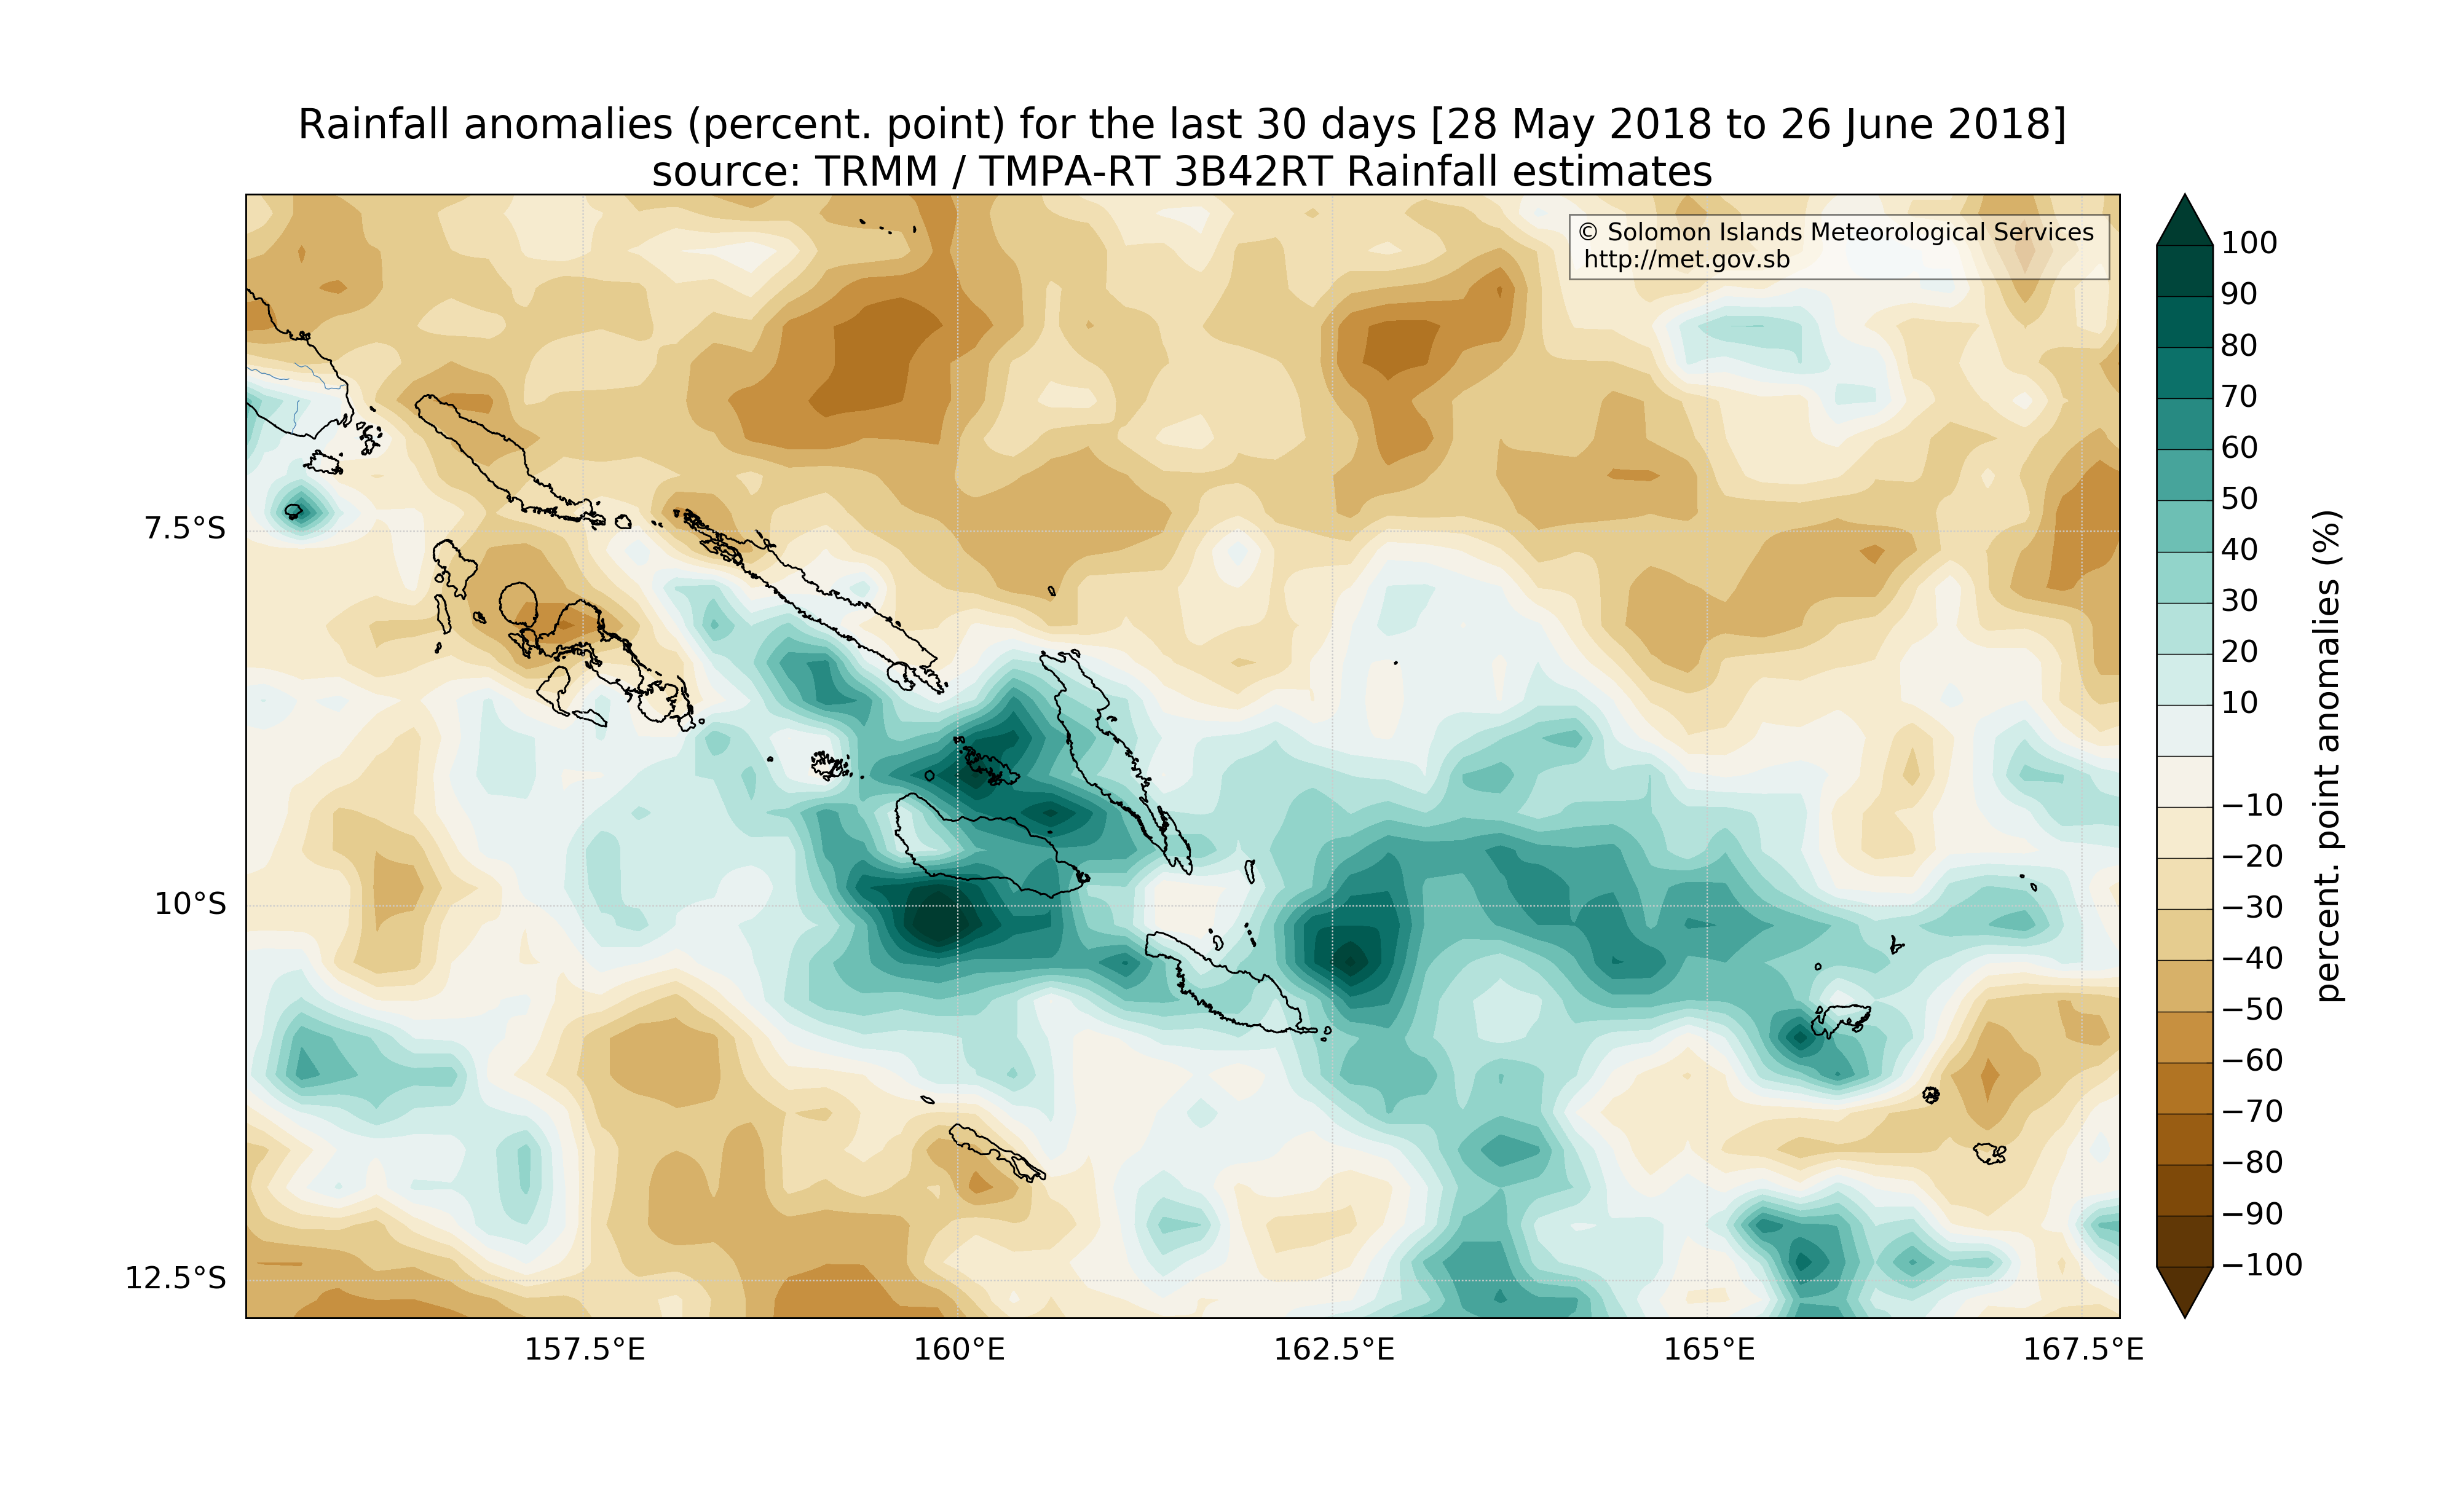 Rainfall anomalies (percent. point) for the last 30 days [28 May 2018 to 26 June 2018]
source: TRMM / TMPA-RT 3B42RT Rainfall estimates
© Solomon Islands Meteorological Services
http://met.gov.sb
7.5°S
10°S
12.5°S
157.5°E
160°E
162.5°E
165°E
167.5°E
100
90
80
70
60
50
40
30
20
10
−10
−20
−30
−40
−50
−60
−70
−80
−90
−100
percent. point anomalies (%)